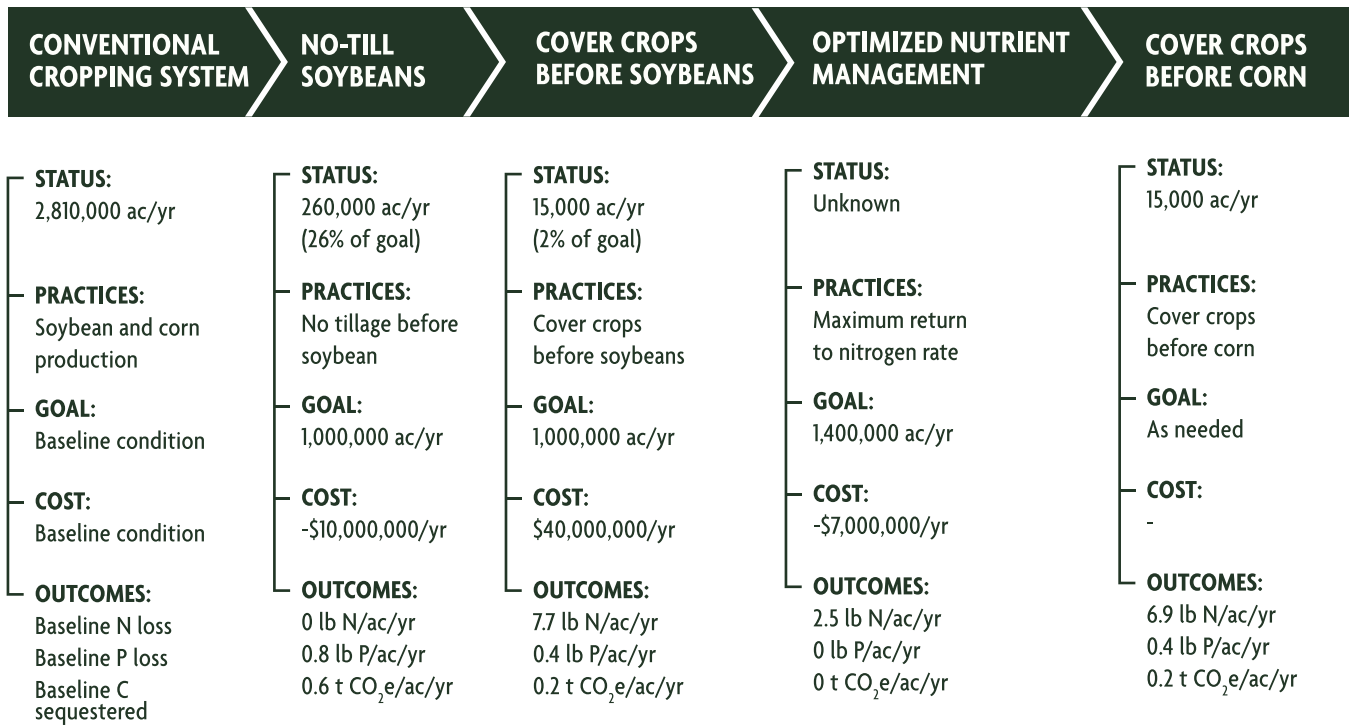 CONVENTIONAL
CROPPING SYSTEM
NO-TILL
SOYBEANS
COVER CROPS
BEFORE SOYBEANS
OPTIMIZED NUTRIENT
MANAGEMENT
COVER CROPS
BEFORE CORN
STATUS:
2,810,000 ac/yr
PRACTICES:
Soybean and corn
production
GOAL:
Baseline condition
COST:
Baseline condition
OUTCOMES:
Baseline N loss
Baseline P loss
Baseline C
sequestered
STATUS:
260,000 ac/yr
(26% of goal)
PRACTICES:
No tillage before
soybean
GOAL:
1,000,000 ac/yr
COST:
-$10,000,000/yr
OUTCOMES:
0 lb N/ac/yr
0.8 lb P/ac/yr
0.6 t CO₂e/ac/yr
STATUS:
15,000 ac/yr
(2% of goal)
PRACTICES:
Cover crops
before soybeans
GOAL:
1,000,000 ac/yr
COST:
$40,000,000/yr
OUTCOMES:
7.7 lb N/ac/yr
0.4 lb P/ac/yr
0.2 t CO₂e/ac/yr
STATUS:
Unknown
PRACTICES:
Maximum return
to nitrogen rate
GOAL:
1,400,000 ac/yr
COST:
-$7,000,000/yr
OUTCOMES:
2.5 lb N/ac/yr
0 lb P/ac/yr
0 t CO₂e/ac/yr
STATUS:
15,000 ac/yr
PRACTICES:
Cover crops
before corn
GOAL:
As needed
COST:
-
OUTCOMES:
6.9 lb N/ac/yr
0.4 lb P/ac/yr
0.2 t CO₂e/ac/yr